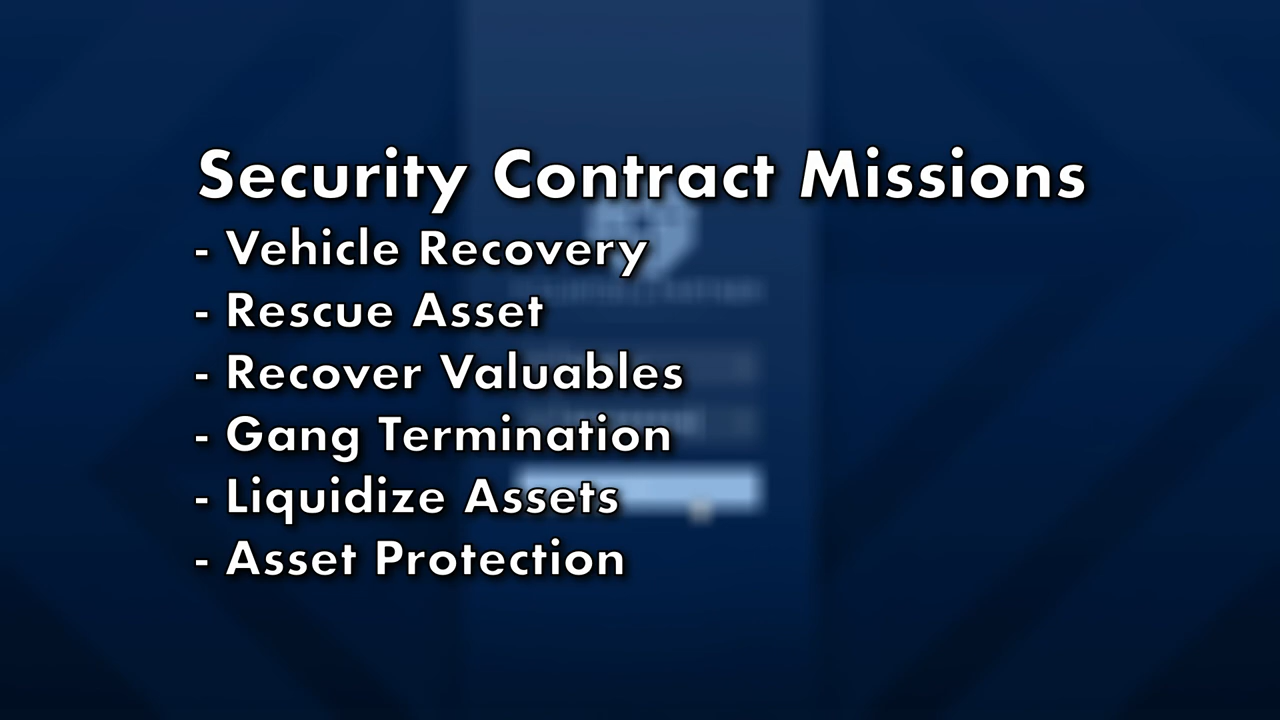 Security Contract Missions
- Vehicle Recovery
- Rescue Asset
- Recover Valuables
- Gang Termination
- Liquidize Assets
- Asset Protection